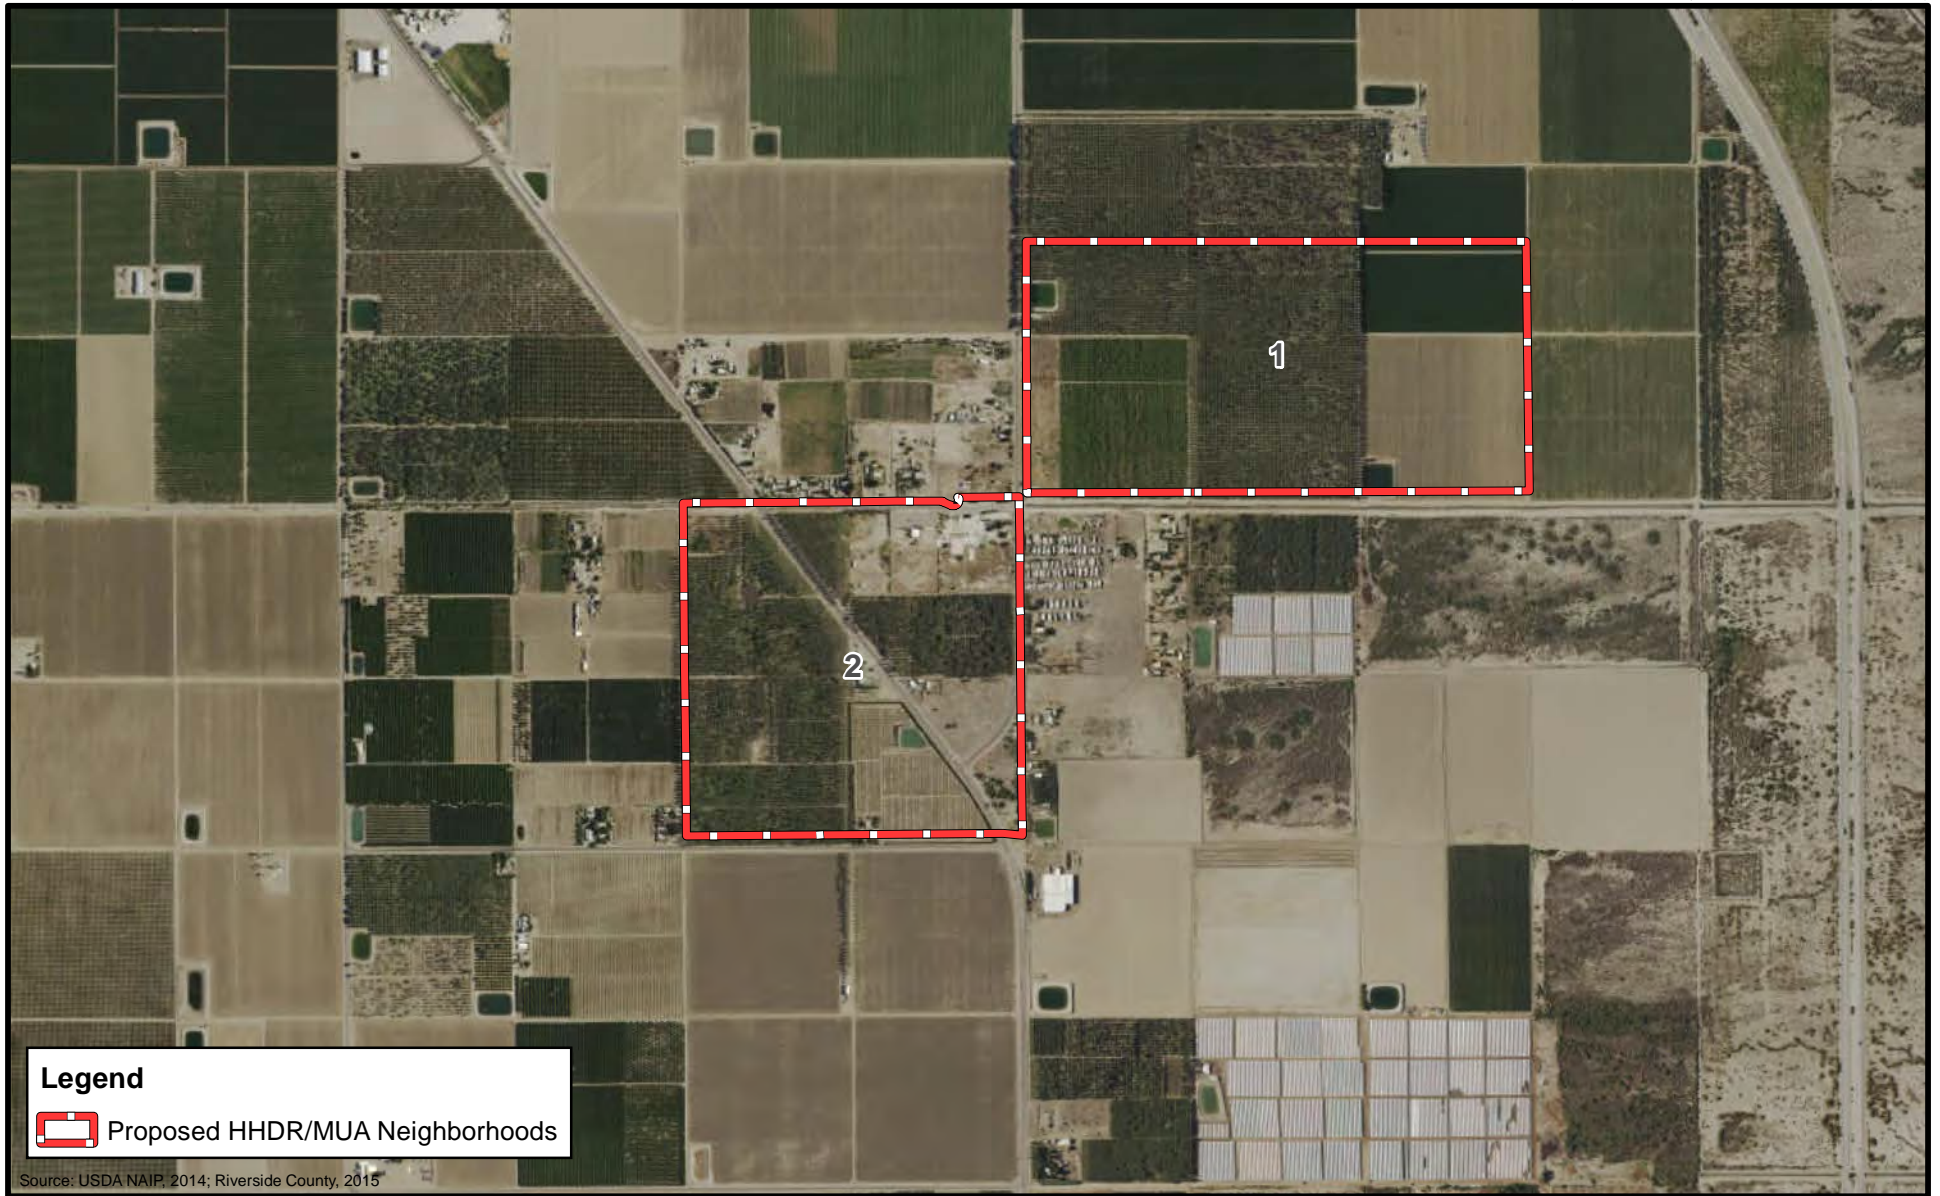 1
2
Legend
Proposed HHDR/MUA Neighborhoods
Source: USDA NAIP, 2014; Riverside County, 2015